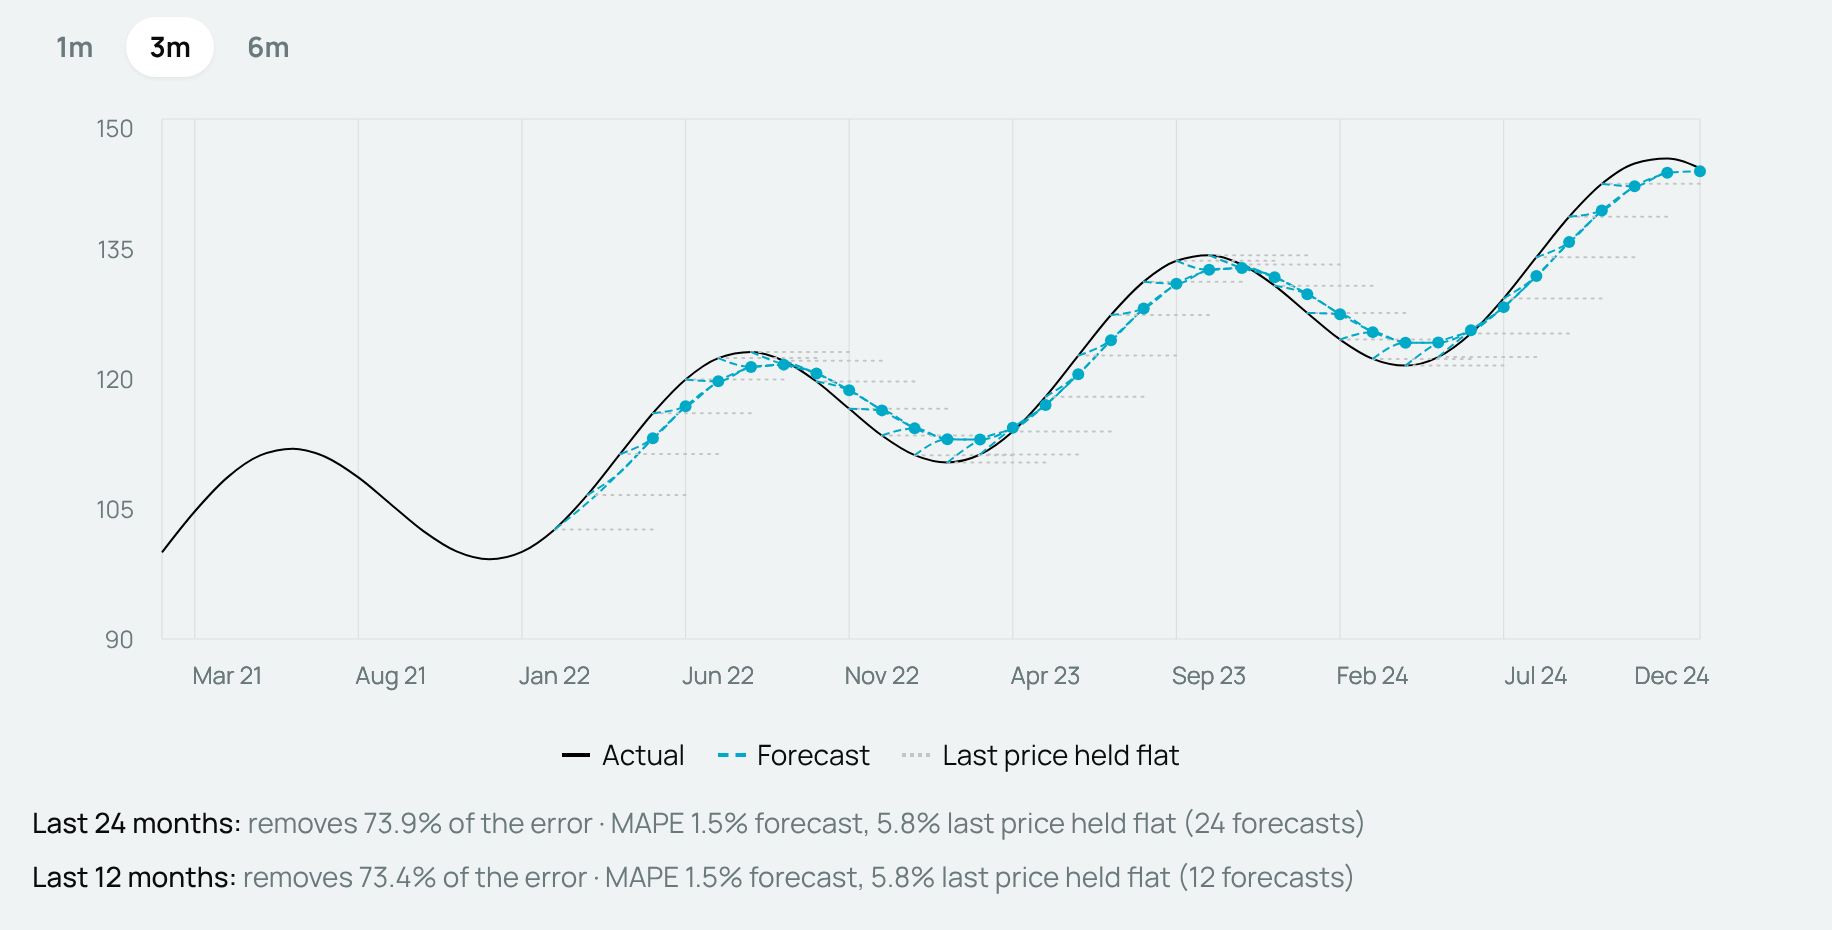 1m 3m 6m
150
135
120
105
90
Mar 21 Aug 21 Jan 22 Jun 22 Nov 22 Apr 23 Sep 23 Feb 24 Jul 24 Dec 24
Actual Forecast Last price held flat
Last 24 months: removes 73.9% of the error · MAPE 1.5% forecast, 5.8% last price held flat (24 forecasts)
Last 12 months: removes 73.4% of the error · MAPE 1.5% forecast, 5.8% last price held flat (12 forecasts)